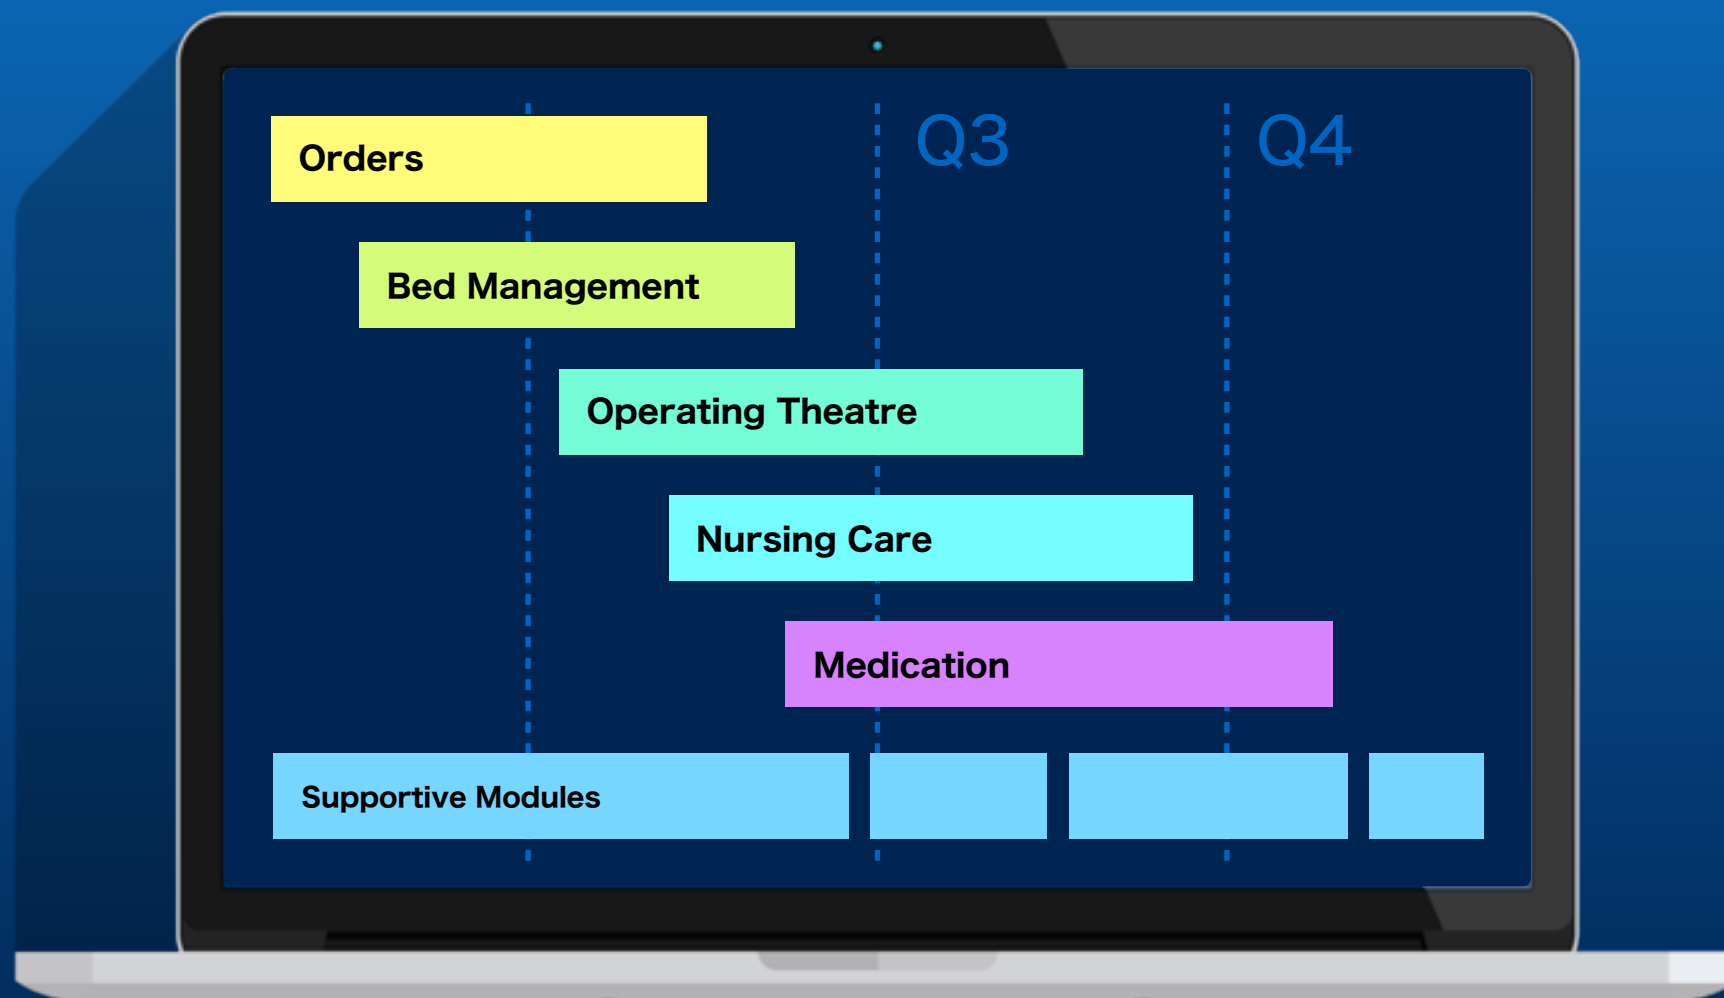 Orders
Q3
Q4
Bed Management
Operating Theatre
Nursing Care
Medication
Supportive Modules